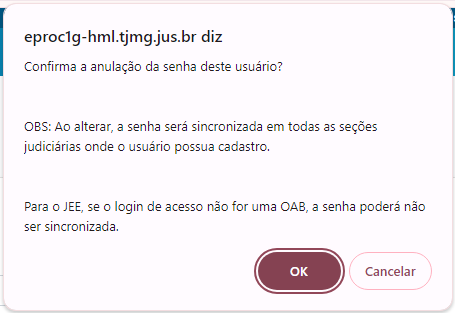 eproc1g-hml.tjmg.jus.br diz
Confirma a anulação da senha deste usuário?
OBS: Ao alterar, a senha será sincronizada em todas as seções
judiciárias onde o usuário possua cadastro.
Para o JEE, se o login de acesso não for uma OAB, a senha poderá não
ser sincronizada.
OK
Cancelar